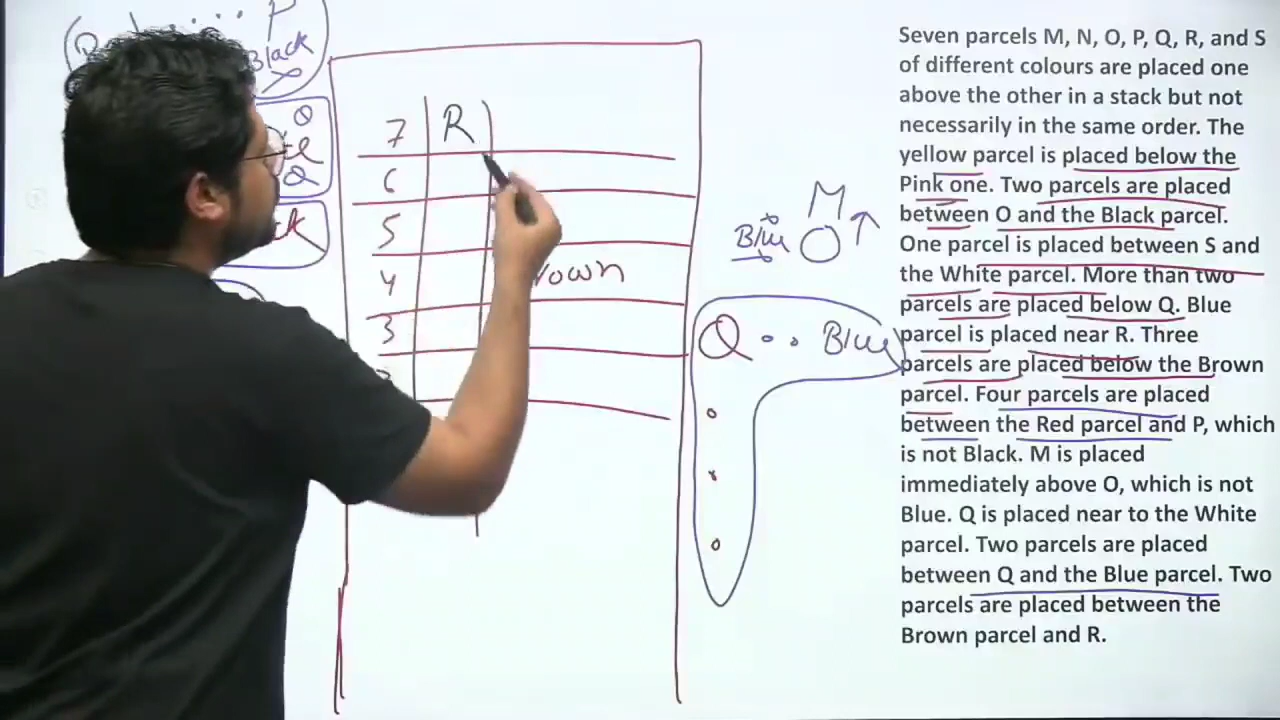 P
Black
Q
Q
7 R
6
5
4
3
M
Blue O
Q Blue
Seven parcels M, N, O, P, Q, R, and S
of different colours are placed one
above the other in a stack but not
necessarily in the same order. The
yellow parcel is placed below the
Pink one. Two parcels are placed
between O and the Black parcel.
One parcel is placed between S and
the White parcel. More than two
parcels are placed below Q. Blue
parcel is placed near R. Three
parcels are placed below the Brown
parcel. Four parcels are placed
between the Red parcel and P, which
is not Black. M is placed
immediately above O, which is not
Blue. Q is placed near to the White
parcel. Two parcels are placed
between Q and the Blue parcel. Two
parcels are placed between the
Brown parcel and R.